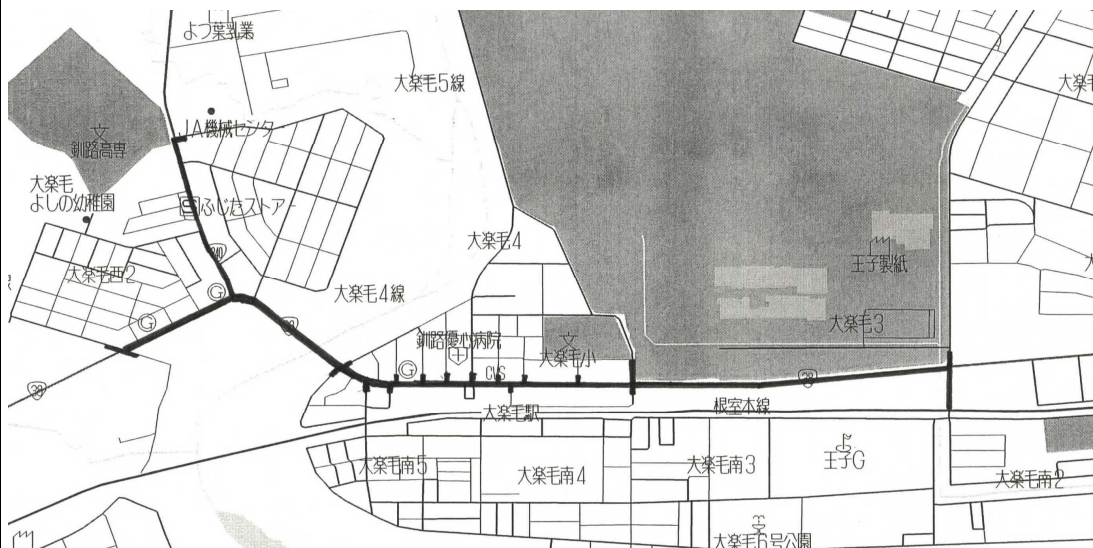 よつ葉乳業
大楽毛5線
JA機械センター
文
釧路高専
大楽毛
よしの幼稚園
S ふじたストアー
大楽毛4
240
王子製紙
大楽毛西2
大楽毛4線
G
G
大楽毛3
釧路優心病院
文
大楽毛小
G
CVS
38
38
大楽毛駅
根室本線
大楽毛南5
大楽毛南4
大楽毛南3
王子G
大楽毛南2
大楽毛6号公園